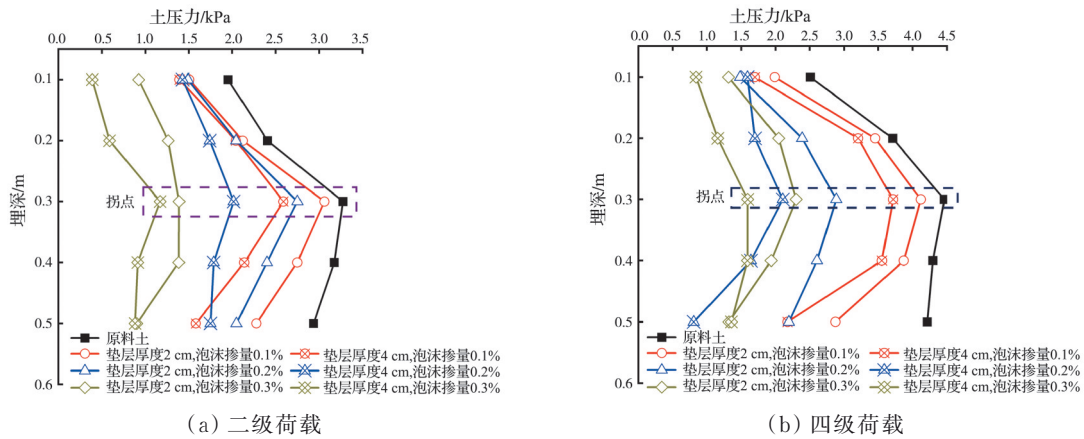 土压力/kPa
0.0 0.5 1.0 1.5 2.0 2.5 3.0 3.5
0.1
0.2
0.3
0.4
0.5
0.6
埋深/m
拐点
原料土
垫层厚度2 cm,泡沫掺量0.1% 垫层厚度4 cm,泡沫掺量0.1%
垫层厚度2 cm,泡沫掺量0.2% 垫层厚度4 cm,泡沫掺量0.2%
垫层厚度2 cm,泡沫掺量0.3% 垫层厚度4 cm,泡沫掺量0.3%
(a) 二级荷载
土压力/kPa
0.0 0.5 1.0 1.5 2.0 2.5 3.0 3.5 4.0 4.5
0.1
0.2
0.3
0.4
0.5
0.6
埋深/m
拐点
原料土
垫层厚度2 cm,泡沫掺量0.1% 垫层厚度4 cm,泡沫掺量0.1%
垫层厚度2 cm,泡沫掺量0.2% 垫层厚度4 cm,泡沫掺量0.2%
垫层厚度2 cm,泡沫掺量0.3% 垫层厚度4 cm,泡沫掺量0.3%
(b) 四级荷载